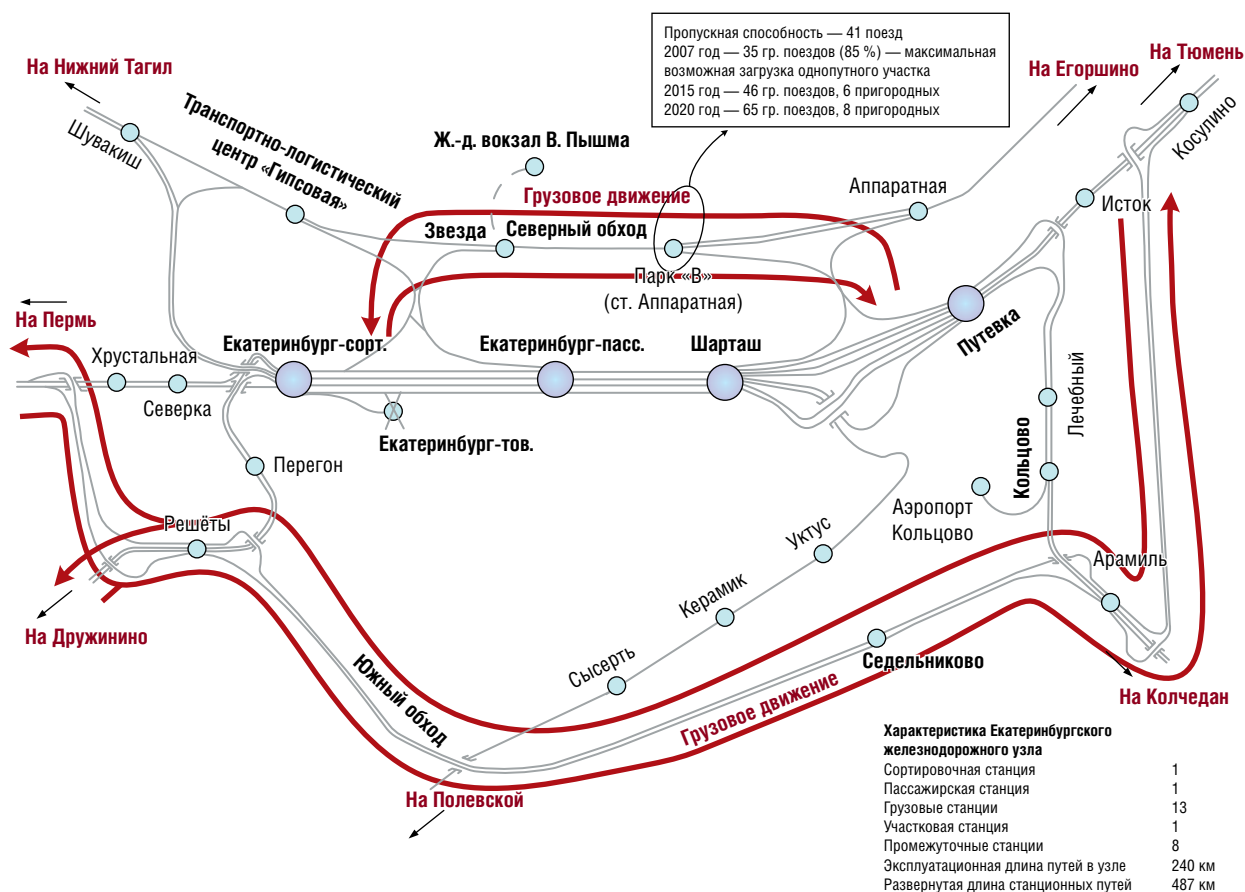 Пропускная способность — 41 поезд
2007 год — 35 гр. поездов (85 %) — максимальная
возможная загрузка однопутного участка
2015 год — 46 гр. поездов, 6 пригородных
2020 год — 65 гр. поездов, 8 пригородных
На Нижний Тагил
На Егоршино
На Тюмень
Шувакиш
Транспортно-логистический
центр «Гипсовая»
Ж.-д. вокзал В. Пышма
Косулино
Грузовое движение
Аппаратная
Исток
Звезда
Северный обход
Парк «В»
(ст. Аппаратная)
На Пермь
Путевка
Хрустальная
Екатеринбург-сорт.
Екатеринбург-пасс.
Шарташ
Северка
Екатеринбург-тов.
Лечебный
Перегон
Кольцово
Аэропорт
Кольцово
Решёты
Уктус
Арамиль
Керамик
На Дружинино
Сысерть
Седельниково
Южный обход
Грузовое движение
На Колчедан
На Полевской
Характеристика Екатеринбургского
железнодорожного узла
Сортировочная станция 1
Пассажирская станция 1
Грузовые станции 13
Участковая станция 1
Промежуточные станции 8
Эксплуатационная длина путей в узле 240 км
Развернутая длина станционных путей 487 км